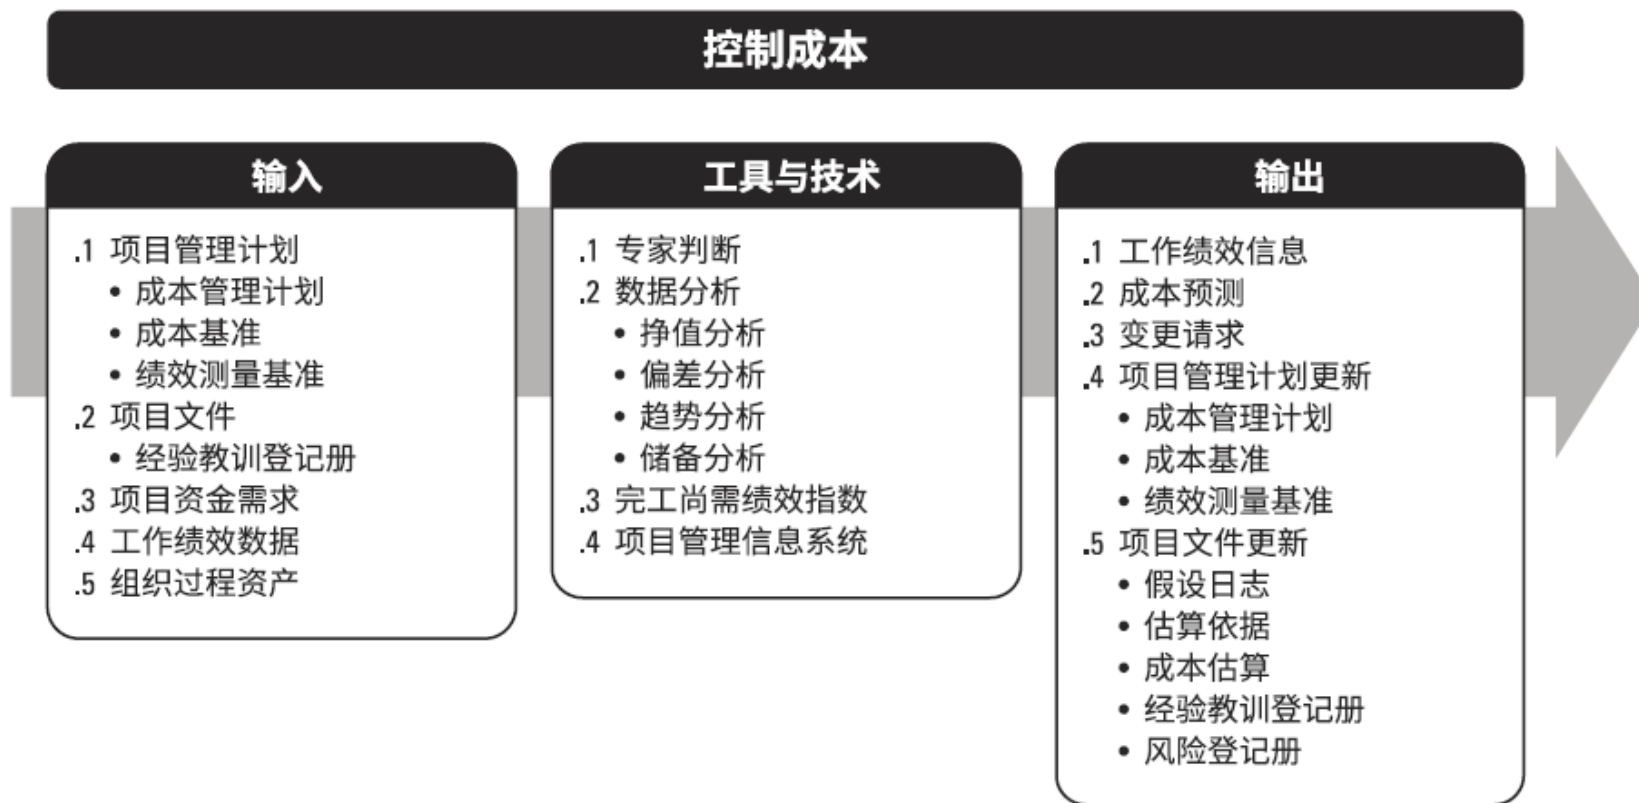 控制成本
输入
.1 项目管理计划
• 成本管理计划
• 成本基准
• 绩效测量基准
.2 项目文件
• 经验教训登记册
.3 项目资金需求
.4 工作绩效数据
.5 组织过程资产
工具与技术
.1 专家判断
.2 数据分析
• 挣值分析
• 偏差分析
• 趋势分析
• 储备分析
.3 完工尚需绩效指数
.4 项目管理信息系统
输出
.1 工作绩效信息
.2 成本预测
.3 变更请求
.4 项目管理计划更新
• 成本管理计划
• 成本基准
• 绩效测量基准
.5 项目文件更新
• 假设日志
• 估算依据
• 成本估算
• 经验教训登记册
• 风险登记册